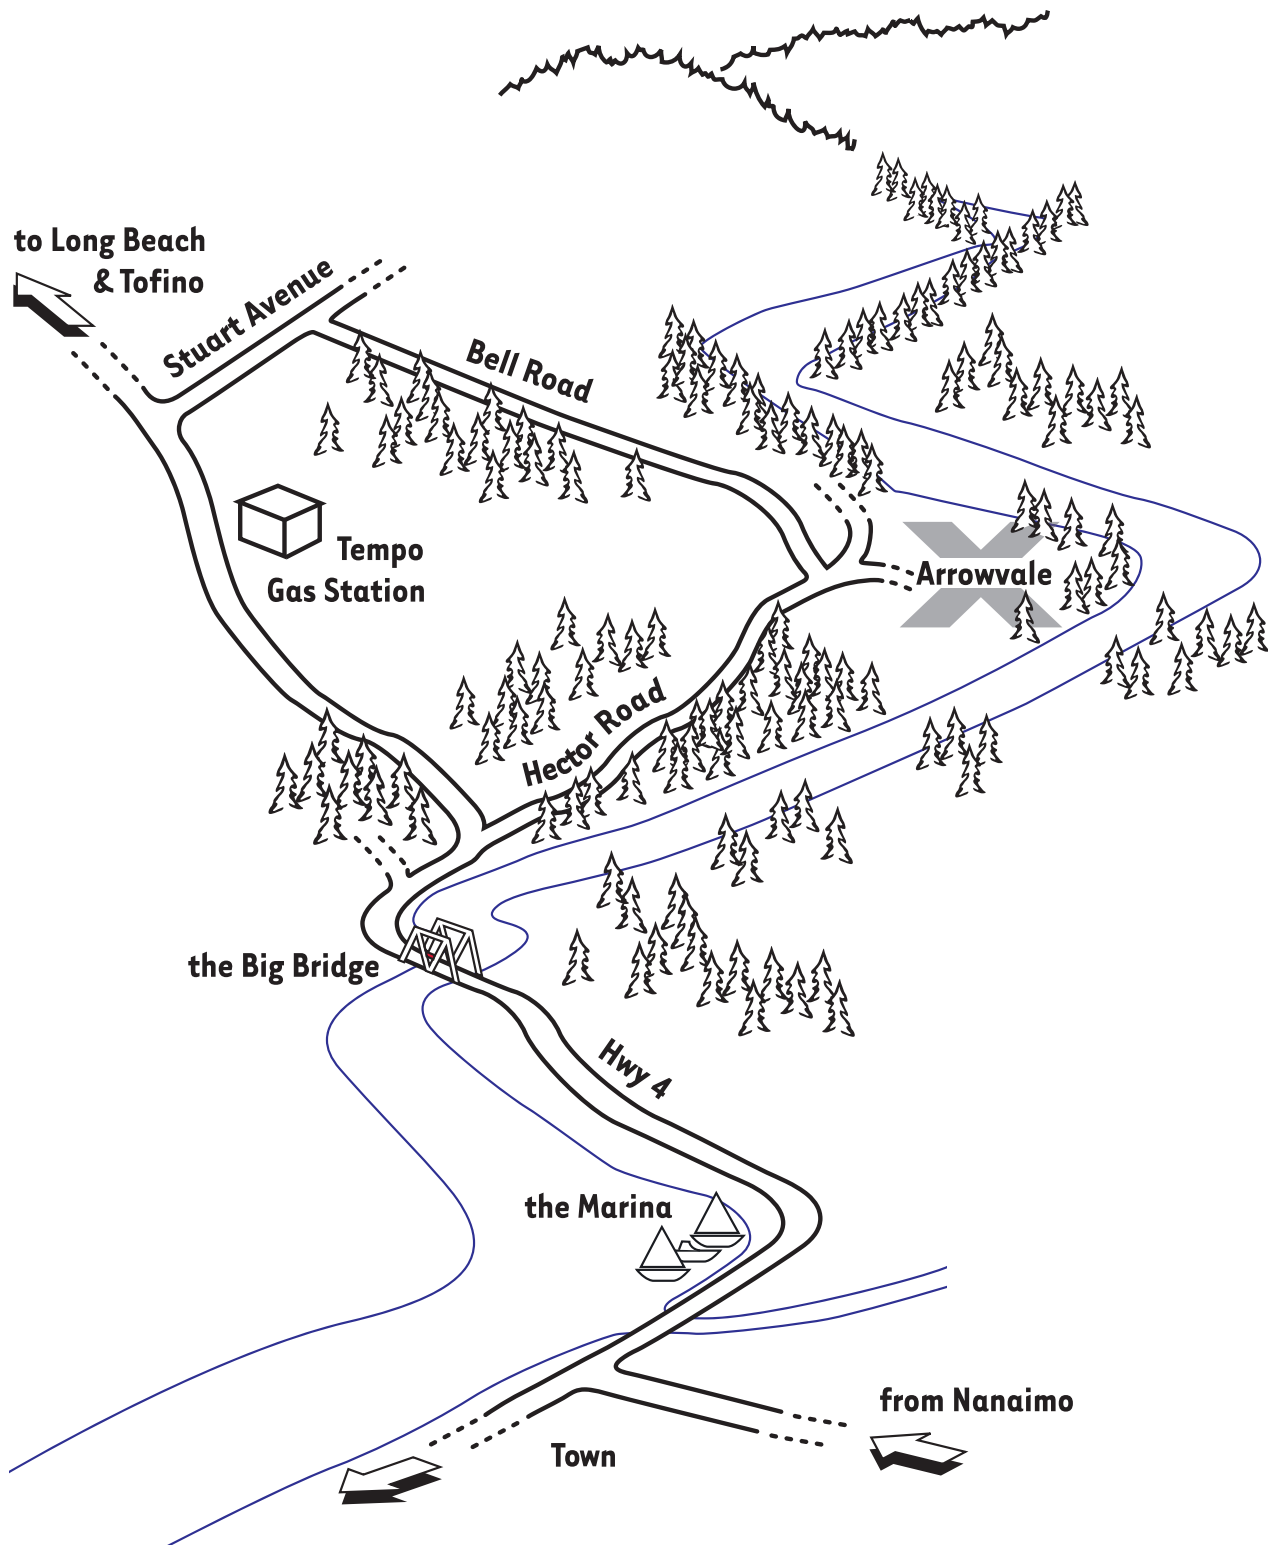 to Long Beach
& Tofino
Stuart Avenue
Bell Road
Tempo
Gas Station
Arrowvale
Hector Road
the Big Bridge
Hwy 4
the Marina
from Nanaimo
Town